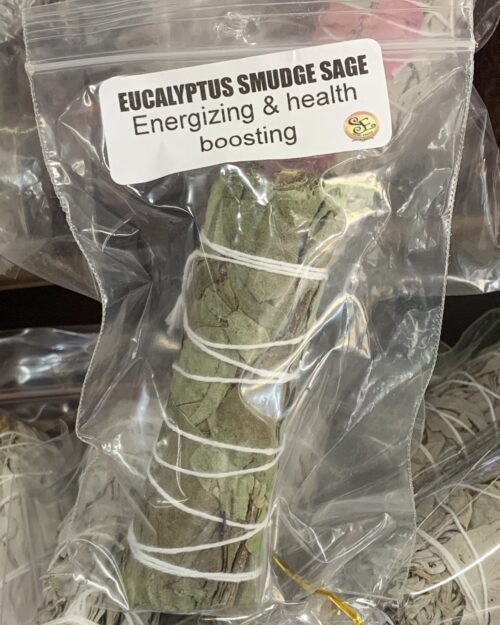 EUCALYPTUS SMUDGE SAGE
Energizing & health
boosting